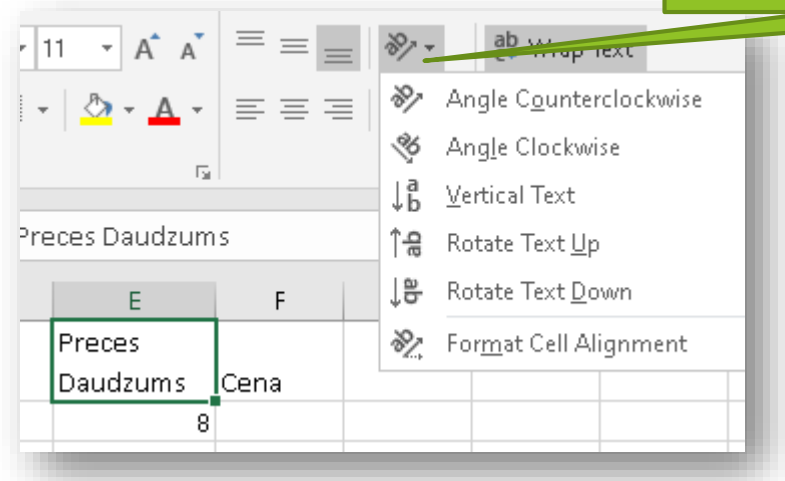 11 A A
ab Wrap Text
A
Angle Counterclockwise
Angle Clockwise
Vertical Text
Rotate Text Up
Rotate Text Down
Format Cell Alignment
Preces Daudzums
E F
Preces
Daudzums Cena
8